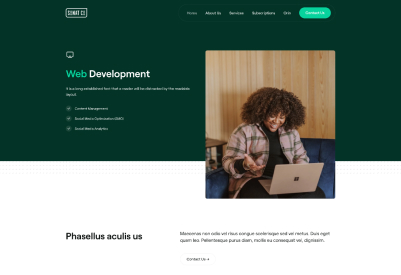 Home About Us Services Subscriptions Contact Us
Web Development
It is a long established fact that a reader will be distracted by the readable
layout
Content Management
Social Media Optimization (SMO)
Social Media Analytics
Phasellus aculis us
Maecenas non odio vel risus congue scelerisque sed vel metus. Duis eget
quam leo. Pellentesque purus diam, mollis eu consequat vel, dignissim.
Contact Us →